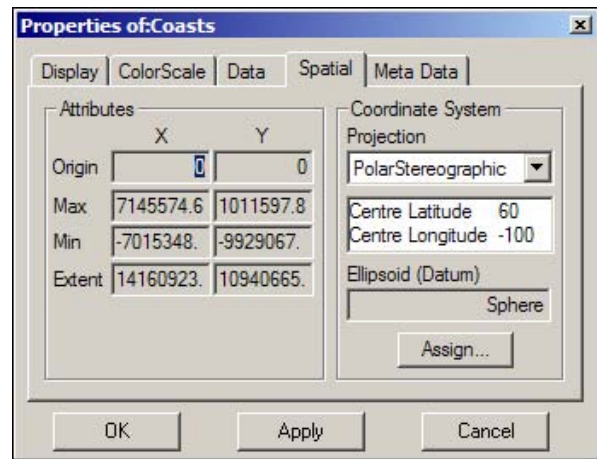 Properties of:Coasts
Display ColorScale Data Spatial Meta Data
Attributes
X Y
Origin 0 0
Max 7145574.6 1011597.8
Min -7015348. -9929067.
Extent 14160923. 10940665.
Coordinate System
Projection
PolarStereographic
Centre Latitude 60
Centre Longitude -100
Ellipsoid (Datum)
Sphere
Assign...
OK Apply Cancel